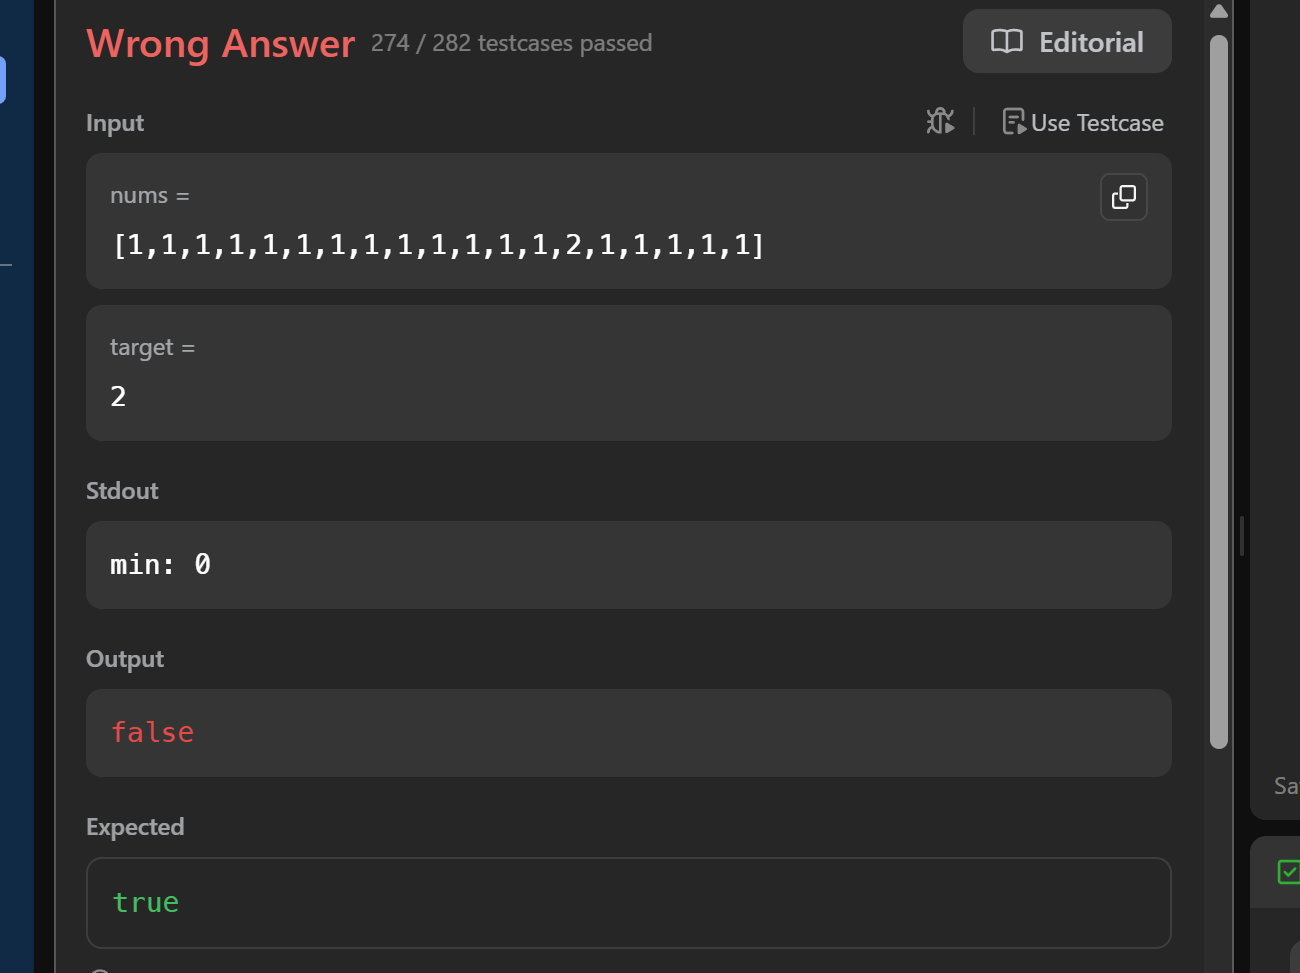 Wrong Answer 274 / 282 testcases passed Editorial
Input Use Testcase
nums =
[1,1,1,1,1,1,1,1,1,1,1,1,1,2,1,1,1,1,1]
target =
2
Stdout
min: 0
Output
false
Expected
true